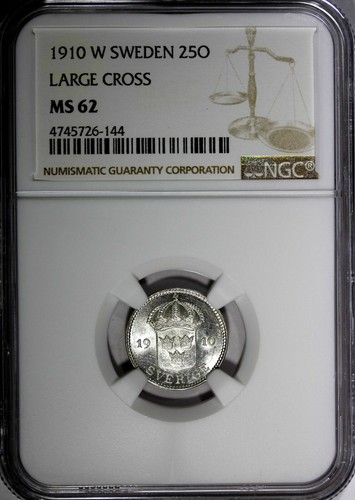 1910 W SWEDEN 25O
LARGE CROSS
MS 62
4745726-144
NUMISMATIC GUARANTY CORPORATION
NGC®
19 10
SVERIGE